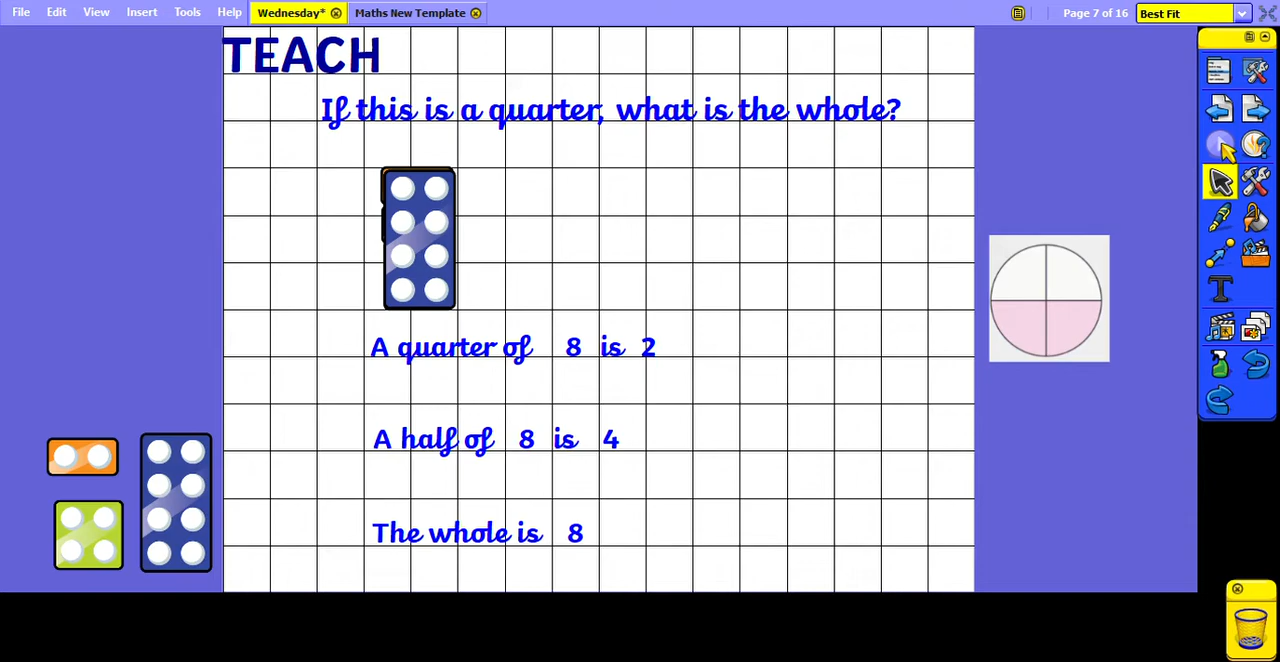 File Edit View Insert Tools Help Wednesday* Maths New Template Page 7 of 16 Best Fit
TEACH
If this is a quarter, what is the whole?
A quarter of 8 is 2
A half of 8 is 4
The whole is 8